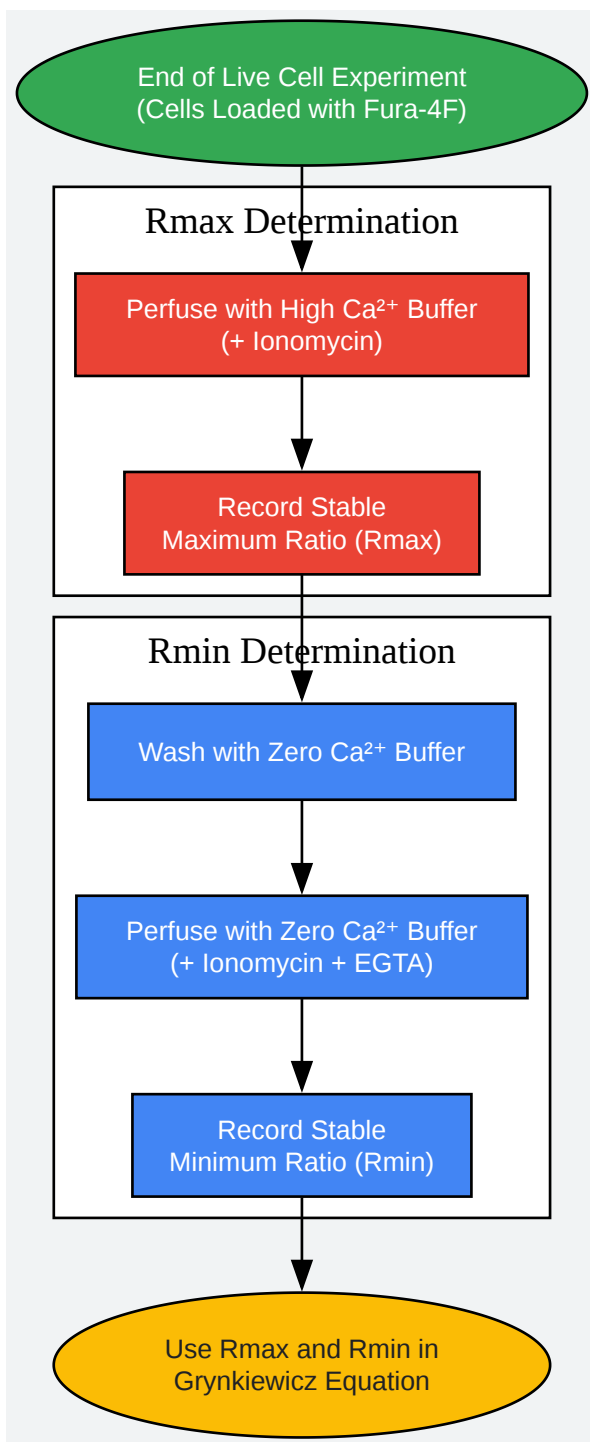 End of Live Cell Experiment
(Cells Loaded with Fura-4F)
Rmax Determination
Perfuse with High Ca²⁺ Buffer
(+ Ionomycin)
Record Stable
Maximum Ratio (Rmax)
Rmin Determination
Wash with Zero Ca²⁺ Buffer
Perfuse with Zero Ca²⁺ Buffer
(+ Ionomycin + EGTA)
Record Stable
Minimum Ratio (Rmin)
Use Rmax and Rmin in
Grynkiewicz Equation